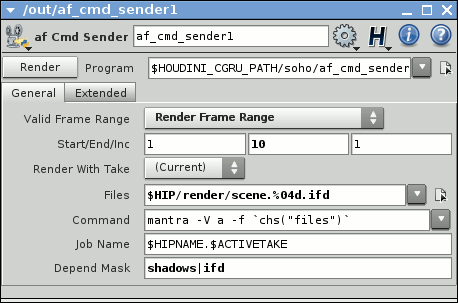 /out/af_cmd_sender1
af Cmd Sender af_cmd_sender1 H i ?
Render Program $HOUDINI_CGRU_PATH/soho/af_cmd_sender
General Extended
Valid Frame Range Render Frame Range
Start/End/Inc 1 10 1
Render With Take (Current)
Files $HIP/render/scene.%04d.ifd
Command mantra -V a -f `chs("files")`
Job Name $HIPNAME.$ACTIVETAKE
Depend Mask shadows|ifd